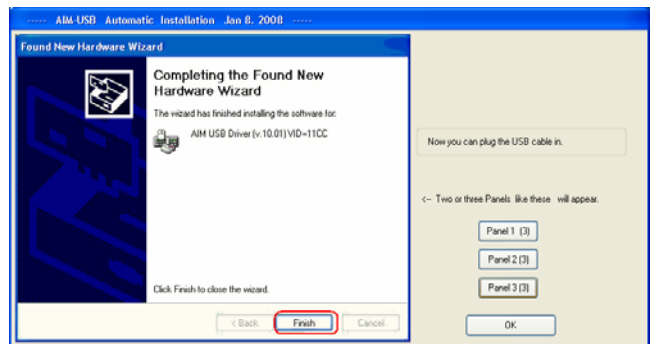 ----- AIM-USB Automatic Installation Jan 8. 2008 -----
Found New Hardware Wizard
Completing the Found New
Hardware Wizard
The wizard has finished installing the software for:
AIM USB Driver (v.10.01) VID=11CC
Click Finish to close the wizard.
< Back
Finish
Cancel
Now you can plug the USB cable in.
<-- Two or three Panels like these will appear.
Panel 1 (3)
Panel 2 (3)
Panel 3 (3)
OK